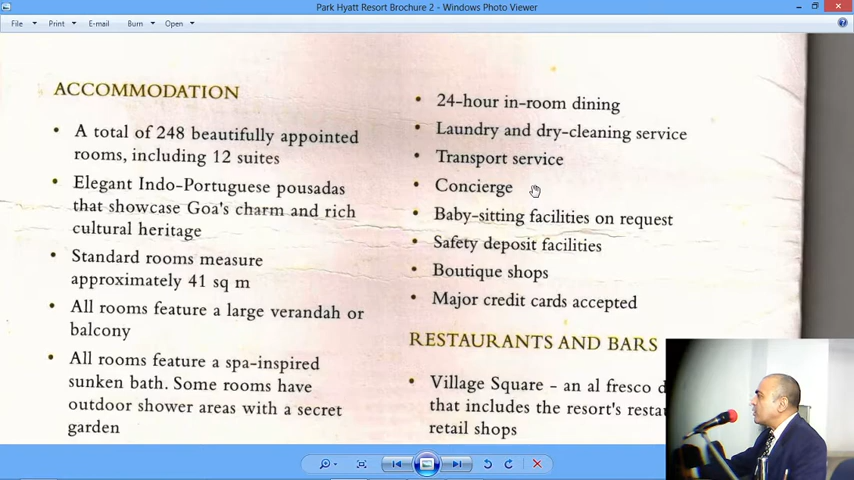 Park Hyatt Resort Brochure 2 - Windows Photo Viewer
File
Print
E-mail
Burn
Open
ACCOMMODATION
• A total of 248 beautifully appointed
rooms, including 12 suites
• Elegant Indo-Portuguese pousadas
that showcase Goa's charm and rich
cultural heritage
• Standard rooms measure
approximately 41 sq m
• All rooms feature a large verandah or
balcony
• All rooms feature a spa-inspired
sunken bath. Some rooms have
outdoor shower areas with a secret
garden
• 24-hour in-room dining
• Laundry and dry-cleaning service
• Transport service
• Concierge
• Baby-sitting facilities on request
• Safety deposit facilities
• Boutique shops
• Major credit cards accepted
RESTAURANTS AND BARS
• Village Square - an al fresco
that includes the resort's
retail shops